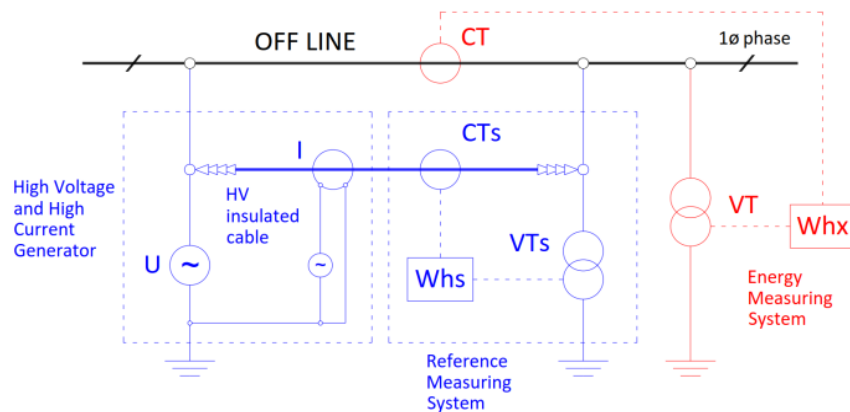 CT
OFF LINE
1ø phase
CTs
I
High Voltage
and High
Current
Generator
HV
insulated
cable
VT
Whx
U
~
~
VTs
Whs
Energy
Measuring
System
Reference
Measuring
System